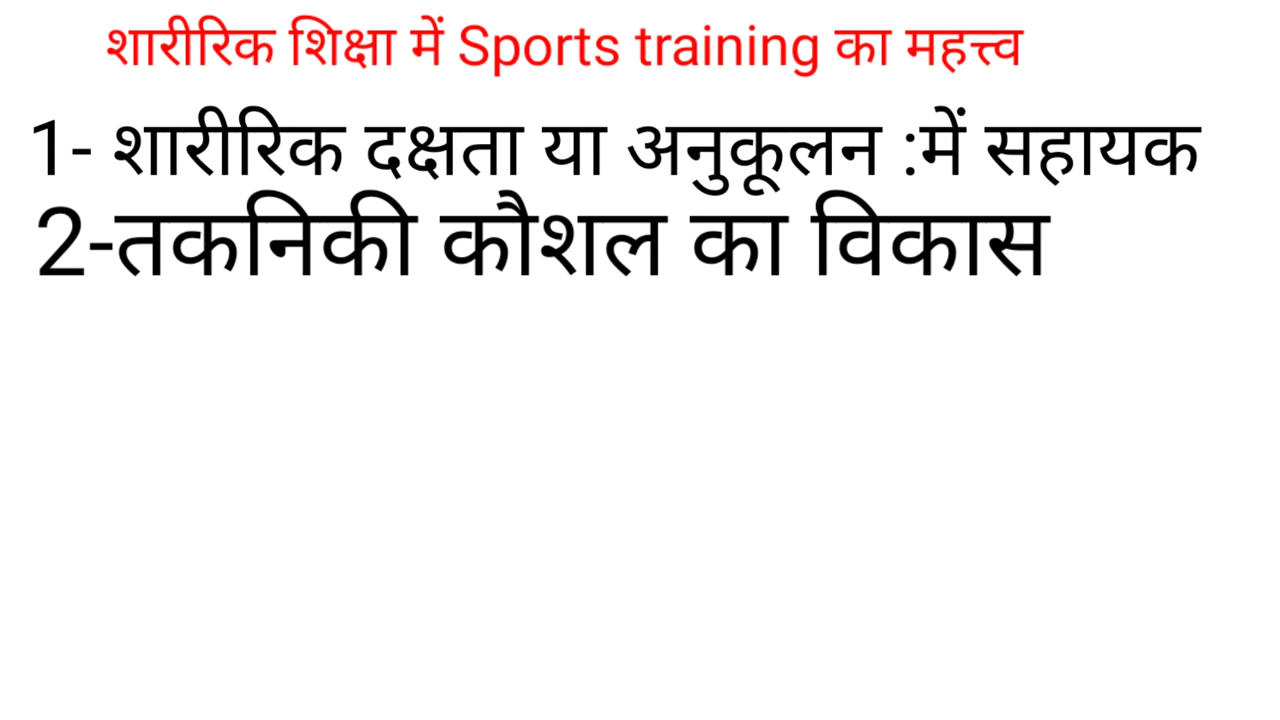 शारीरिक शिक्षा में Sports training का महत्त्व
1- शारीरिक दक्षता या अनुकूलन :में सहायक
2-तकनिकी कौशल का विकास